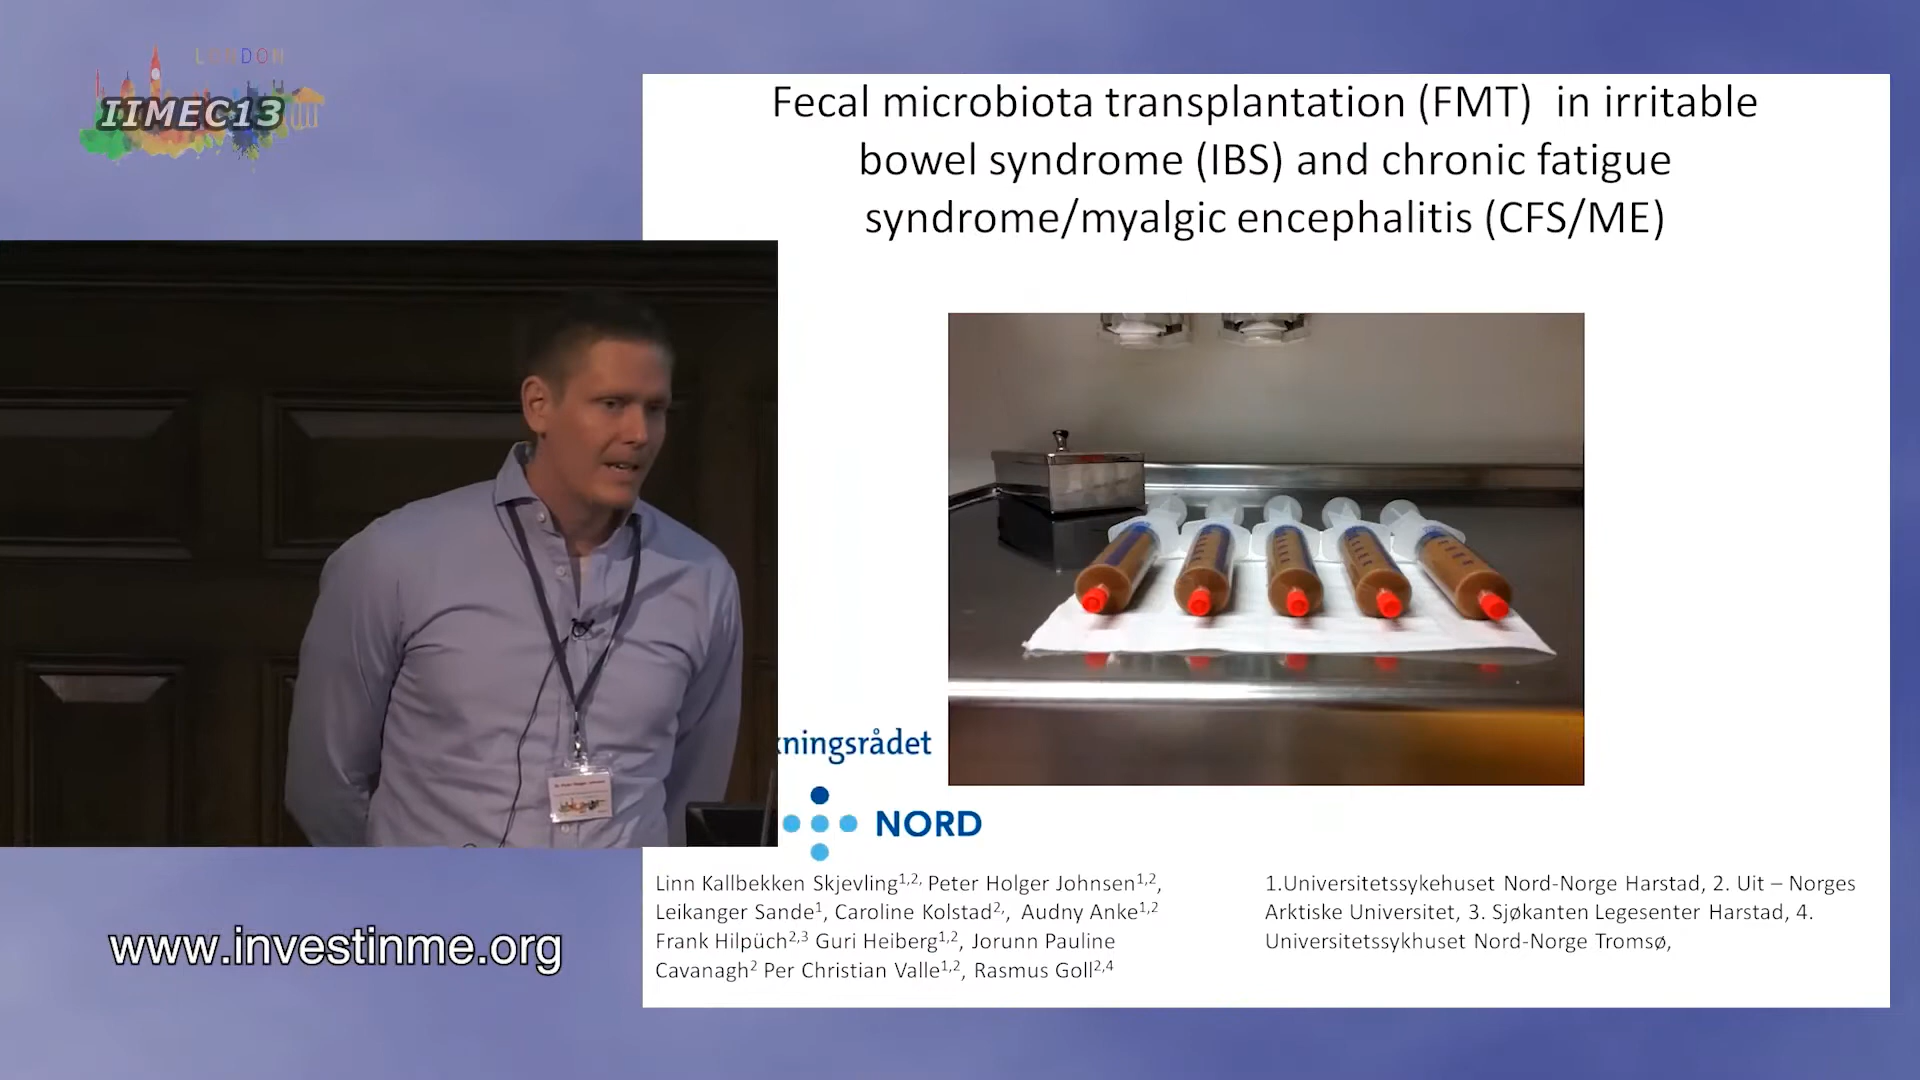 LONDON
IIMEC13
Fecal microbiota transplantation (FMT) in irritable
bowel syndrome (IBS) and chronic fatigue
syndrome/myalgic encephalitis (CFS/ME)
kningsrådet
NORD
Linn Kallbekken Skjevling1,2, Peter Holger Johnsen1,2,
Leikanger Sande1, Caroline Kolstad2,, Audny Anke1,2
Frank Hilpüch2,3 Guri Heiberg1,2, Jorunn Pauline
Cavanagh2 Per Christian Valle1,2, Rasmus Goll2,4
1.Universitetssykehuset Nord-Norge Harstad, 2. Uit – Norges
Arktiske Universitet, 3. Sjøkanten Legesenter Harstad, 4.
Universitetssykhuset Nord-Norge Tromsø,
www.investinme.org